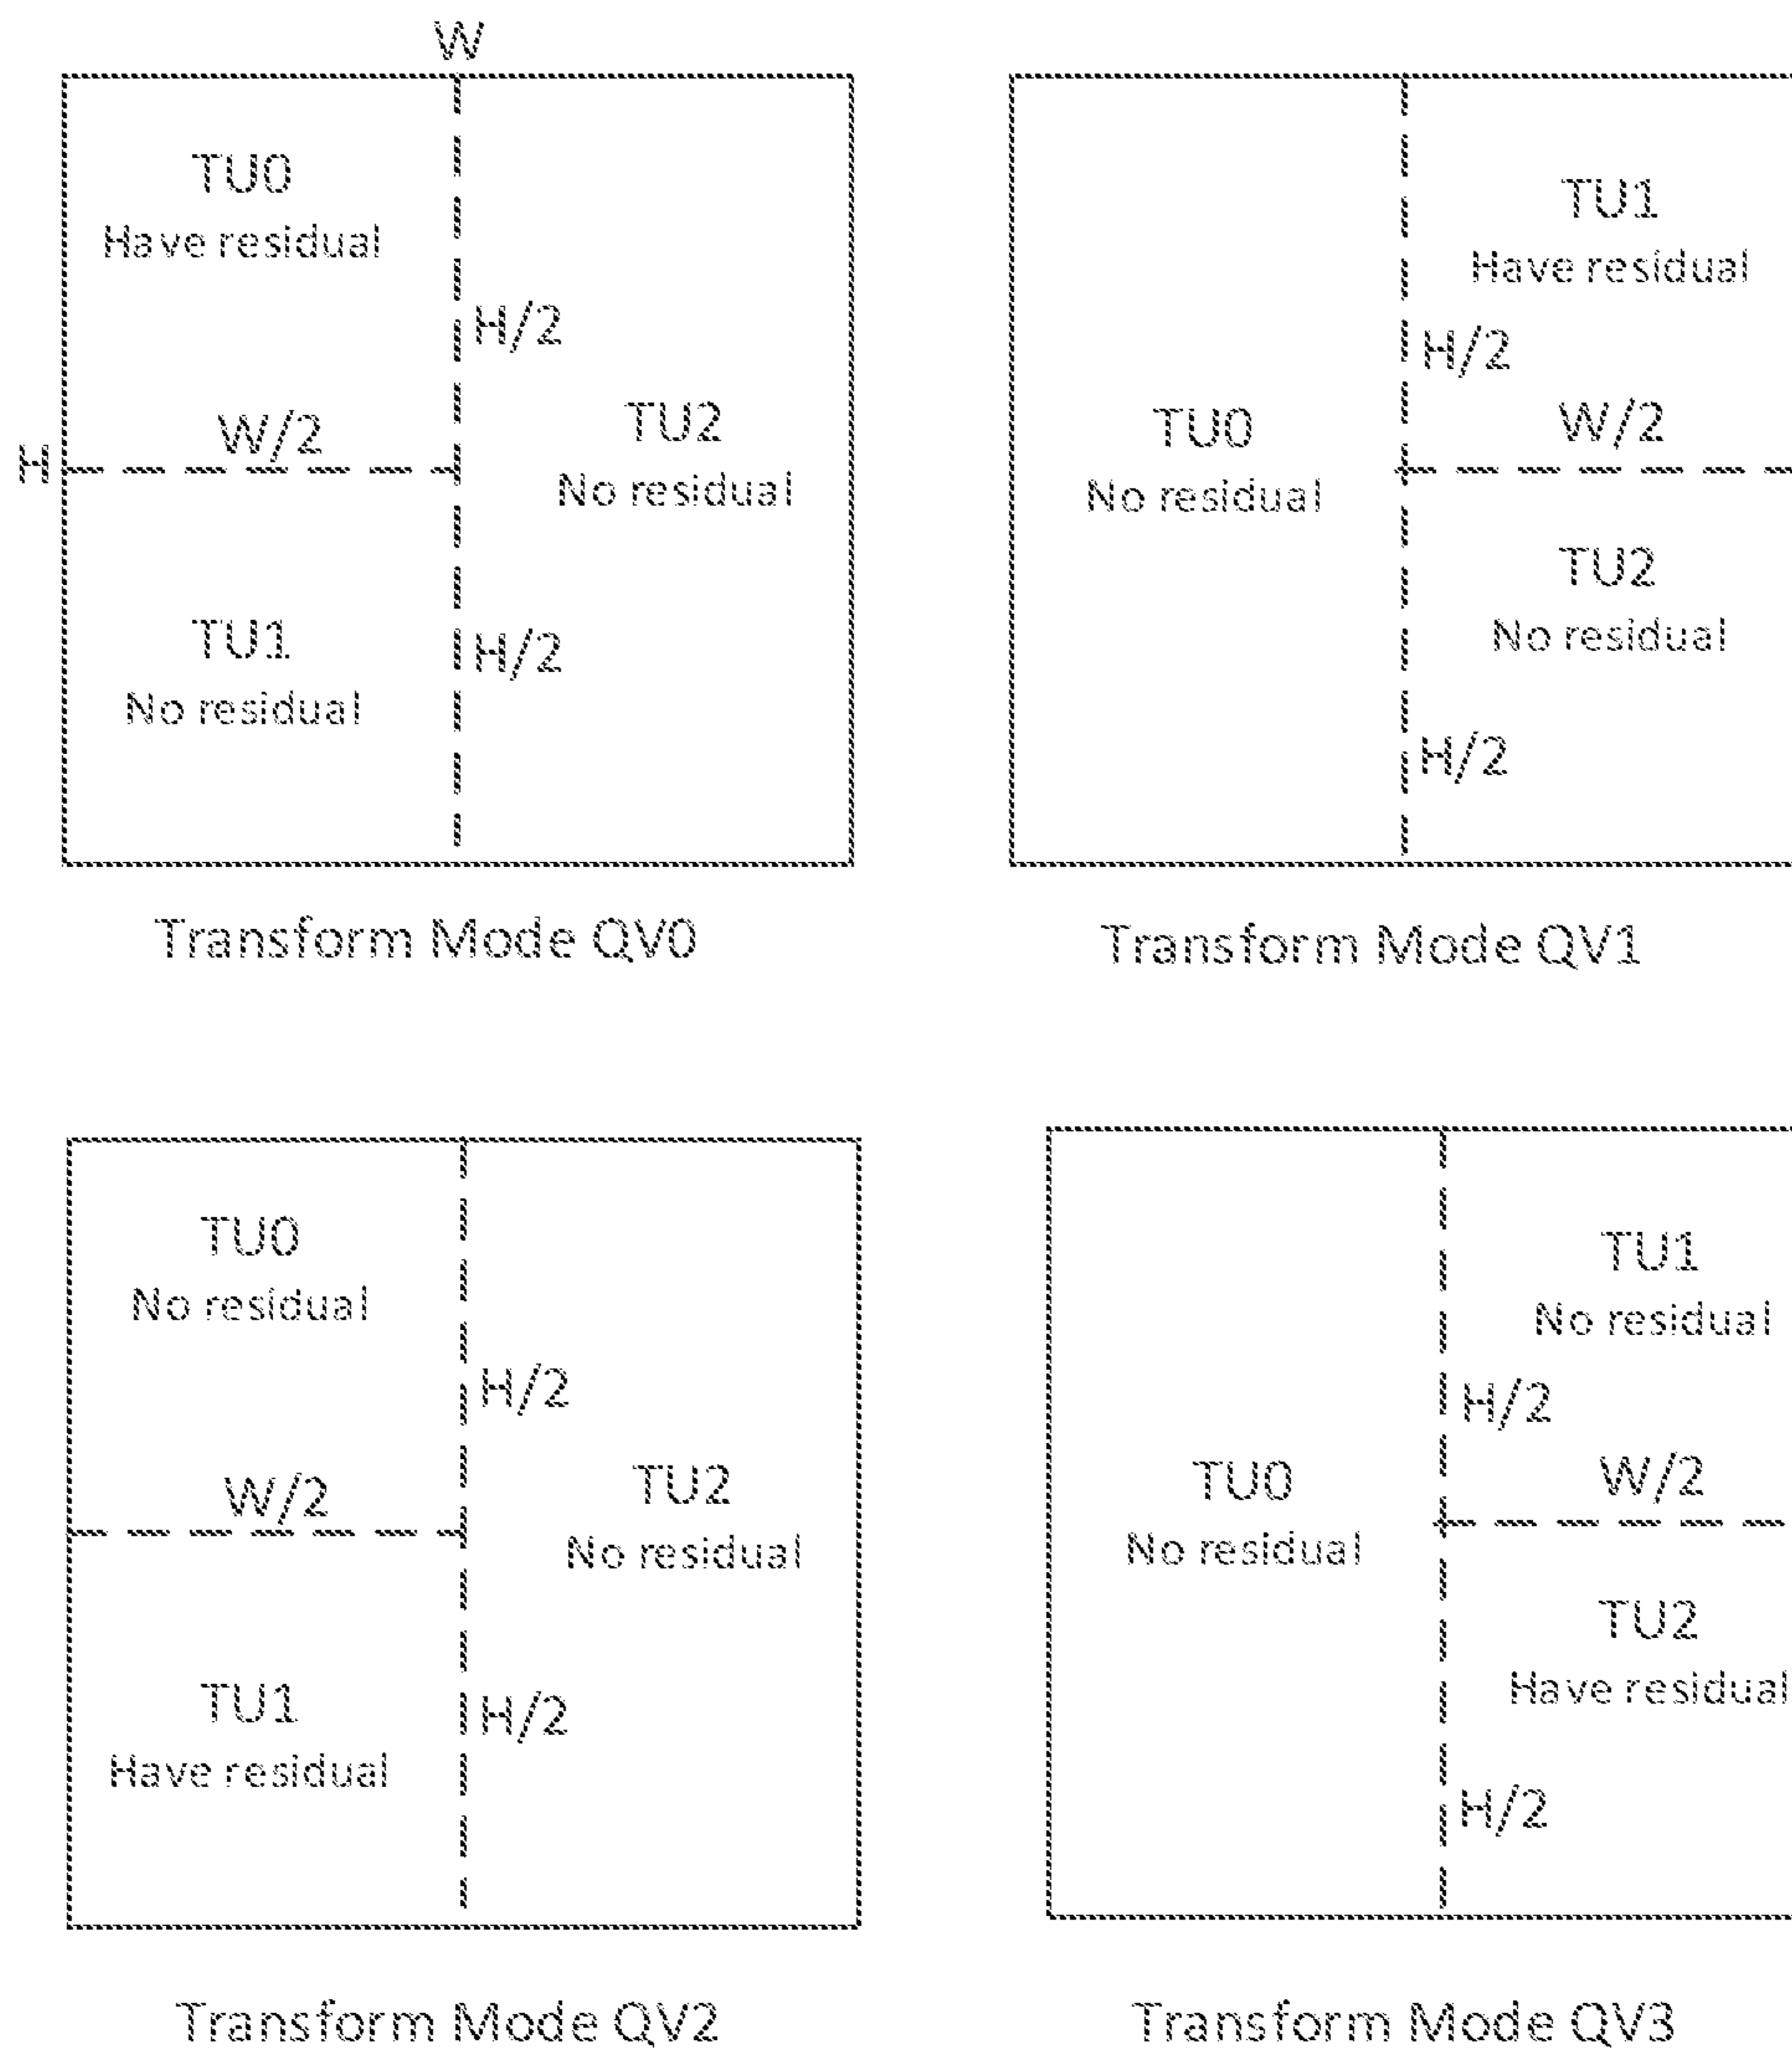 W
TU0
Have residual
H/2
W/2
H
TU2
No residual
TU1
No residual
H/2
Transform Mode QV0
TU1
Have residual
H/2
W/2
TU0
No residual
TU2
No residual
H/2
Transform Mode QV1
TU0
No residual
H/2
W/2
TU2
No residual
TU1
Have residual
H/2
Transform Mode QV2
TU1
No residual
H/2
W/2
TU0
No residual
TU2
Have residual
H/2
Transform Mode QV3